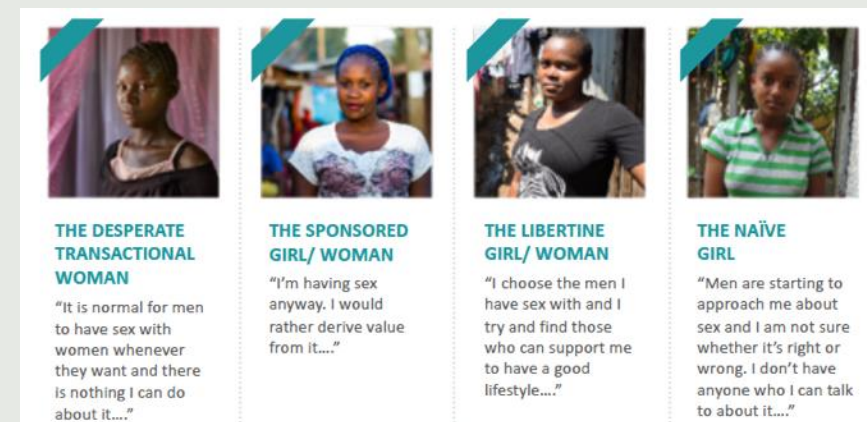 THE DESPERATE
TRANSACTIONAL
WOMAN
"It is normal for men
to have sex with
women whenever
they want and there
is nothing I can do
about it...."
THE SPONSORED
GIRL/ WOMAN
"I'm having sex
anyway. I would
rather derive value
from it...."
THE LIBERTINE
GIRL/ WOMAN
"I choose the men I
have sex with and I
try and find those
who can support me
to have a good
lifestyle...."
THE NAÏVE
GIRL
"Men are starting to
approach me about
sex and I am not sure
whether it's right or
wrong. I don't have
anyone who I can talk
to about it...."